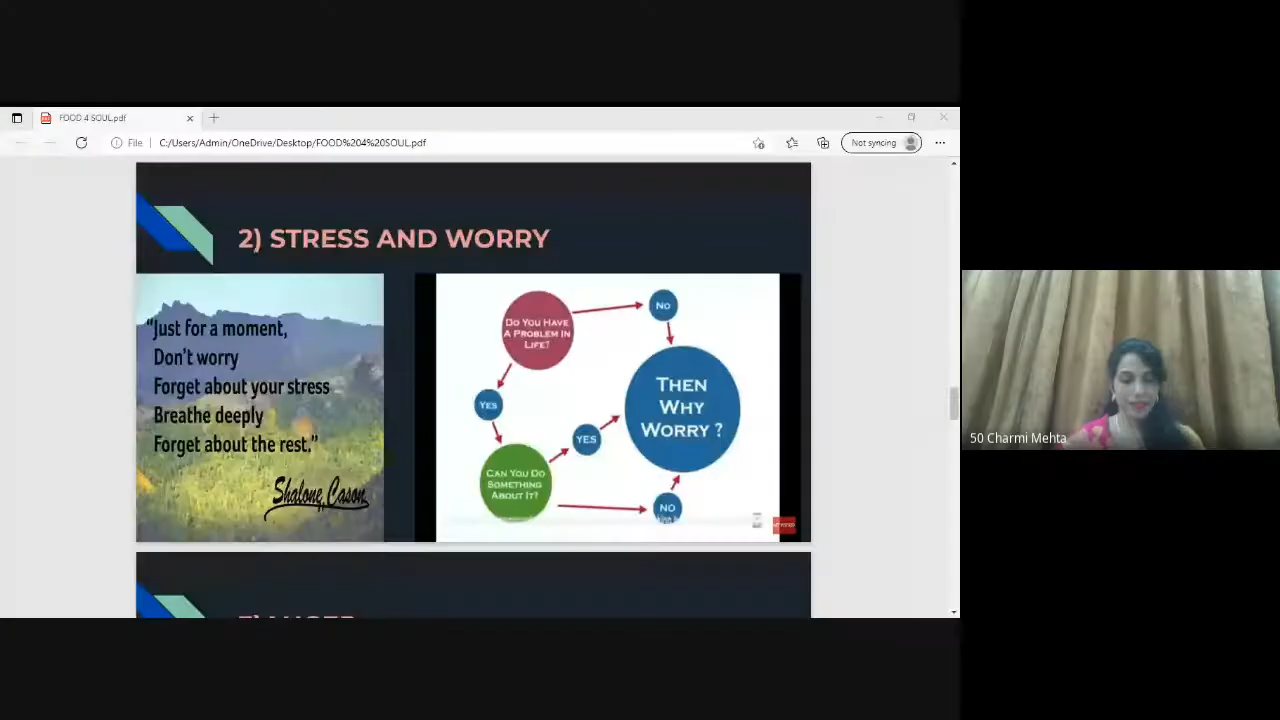 FOOD 4 SOUL.pdf
File
C:/Users/Admin/OneDrive/Desktop/FOOD%204%20SOUL.pdf
Not syncing
2) STRESS AND WORRY
“Just for a moment,
Don't worry
Forget about your stress
Breathe deeply
Forget about the rest.”
Shalone Cason
DO YOU HAVE
A PROBLEM IN
LIFE?
NO
YES
THEN
WHY
WORRY ?
YES
CAN YOU DO
SOMETHING
ABOUT IT?
NO
50 Charmi Mehta